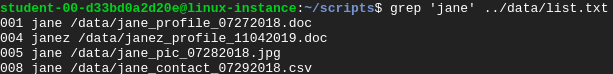 student-00-d33bd0a2d20e@linux-instance:~/scripts$ grep 'jane' ../data/list.txt
001 jane /data/jane_profile_07272018.doc
004 janez /data/janez_profile_11042019.doc
005 jane /data/jane_pic_07282018.jpg
008 jane /data/jane_contact_07292018.csv